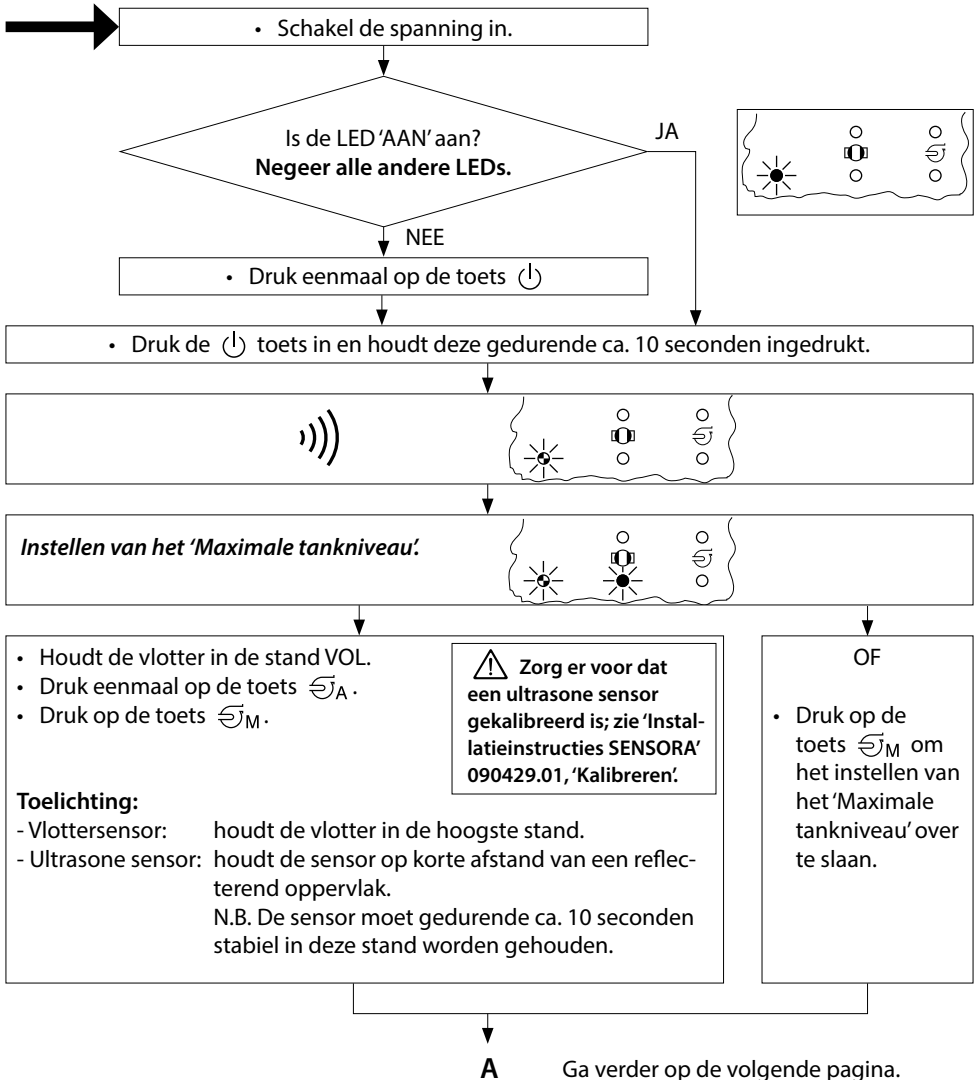 • Schakel de spanning in.
Is de LED ‘AAN’ aan?
Negeer alle andere LEDs.
JA
NEE
• Druk eenmaal op de toets
• Druk de toets in en houdt deze gedurende ca. 10 seconden ingedrukt.
Instellen van het ‘Maximale tankniveau’.
• Houdt de vlotter in de stand VOL.
• Druk eenmaal op de toets A.
• Druk op de toets M.
Zorg er voor dat
een ultrasone sensor
gekalibreerd is; zie ‘Instal-
latieinstructies SENSORA’
090429.01, ‘Kalibreren’.
Toelichting:
- Vlottersensor: houdt de vlotter in de hoogste stand.
- Ultrasone sensor: houdt de sensor op korte afstand van een reflec-
terend oppervlak.
N.B. De sensor moet gedurende ca. 10 seconden
stabiel in deze stand worden gehouden.
OF
• Druk op de
toets M om
het instellen van
het ‘Maximale
tankniveau’ over
te slaan.
A
Ga verder op de volgende pagina.